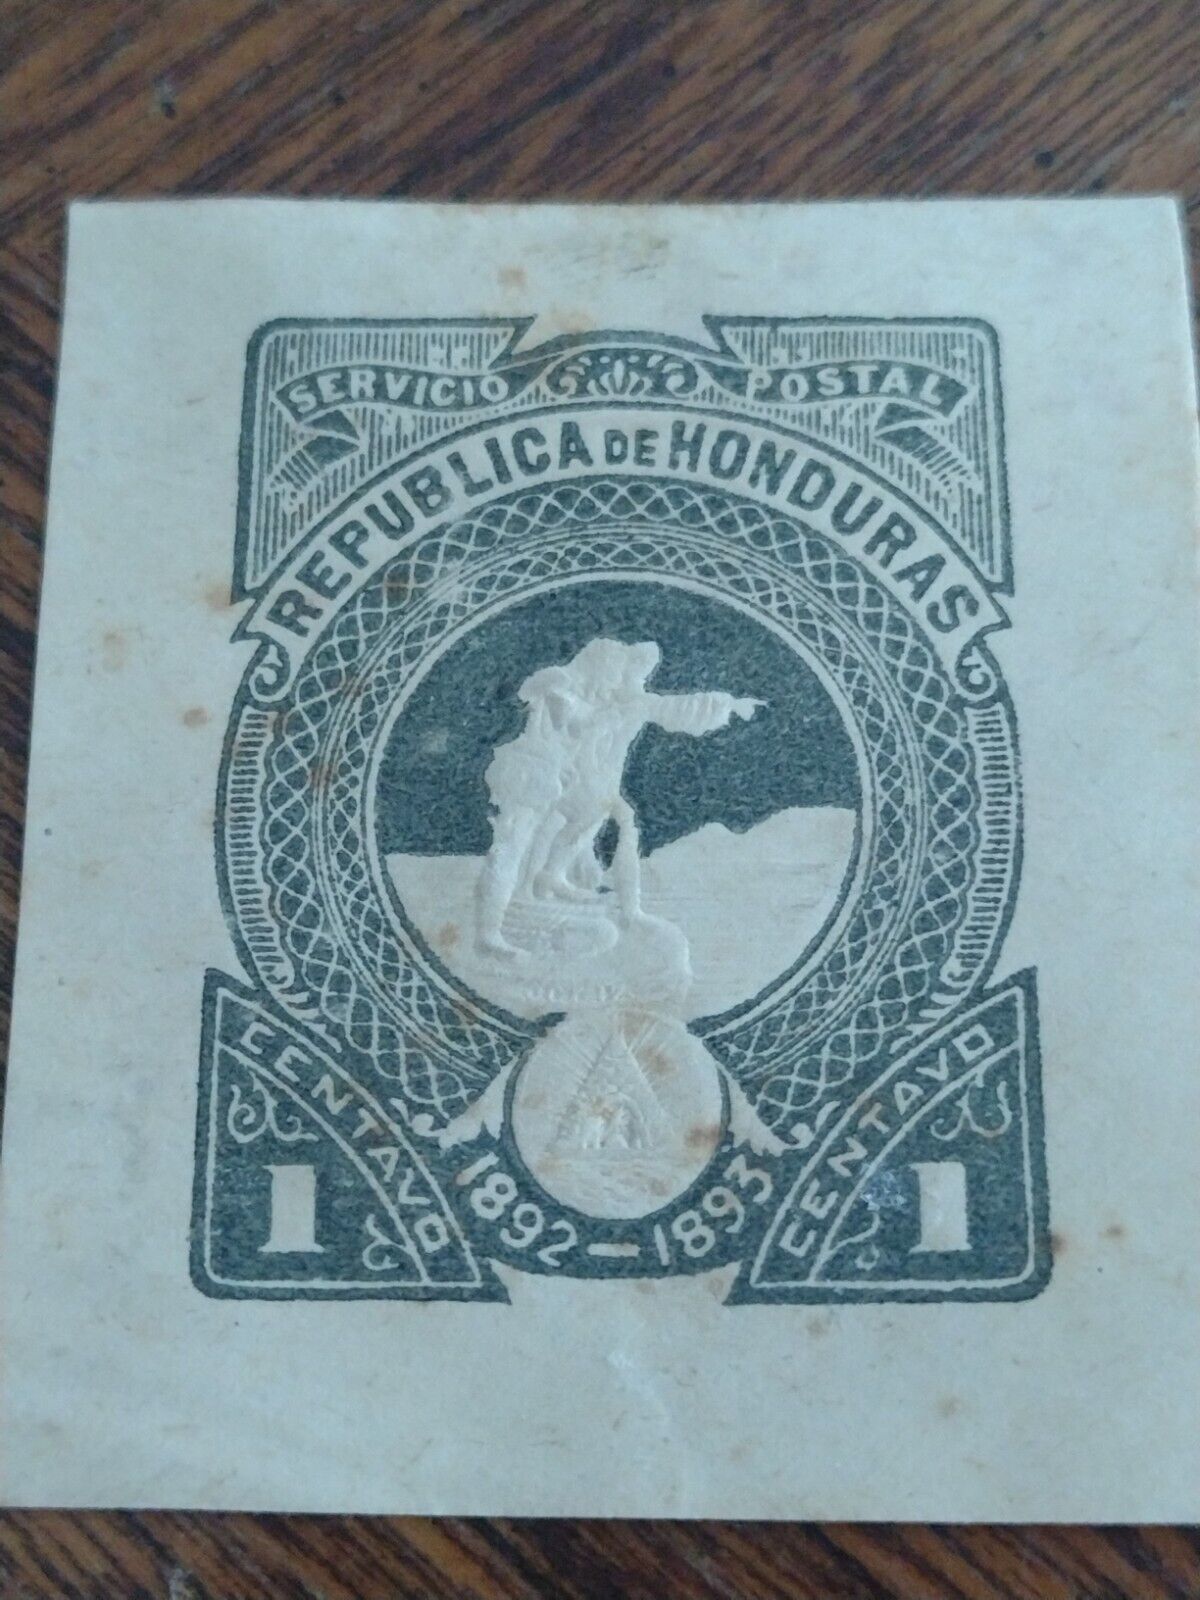 SERVICIO POSTAL
REPUBLICA DE HONDURAS
CENTAVO CENTAVO
1 1892-1893 1